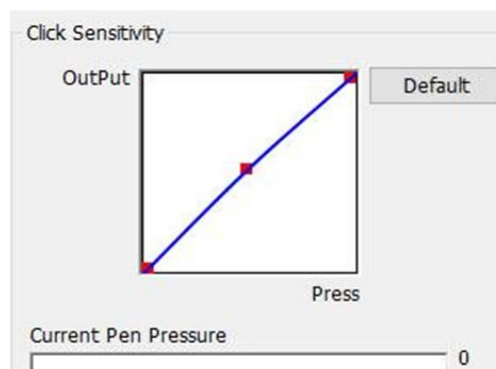 Click Sensitivity
OutPut
Default
Press
Current Pen Pressure
0